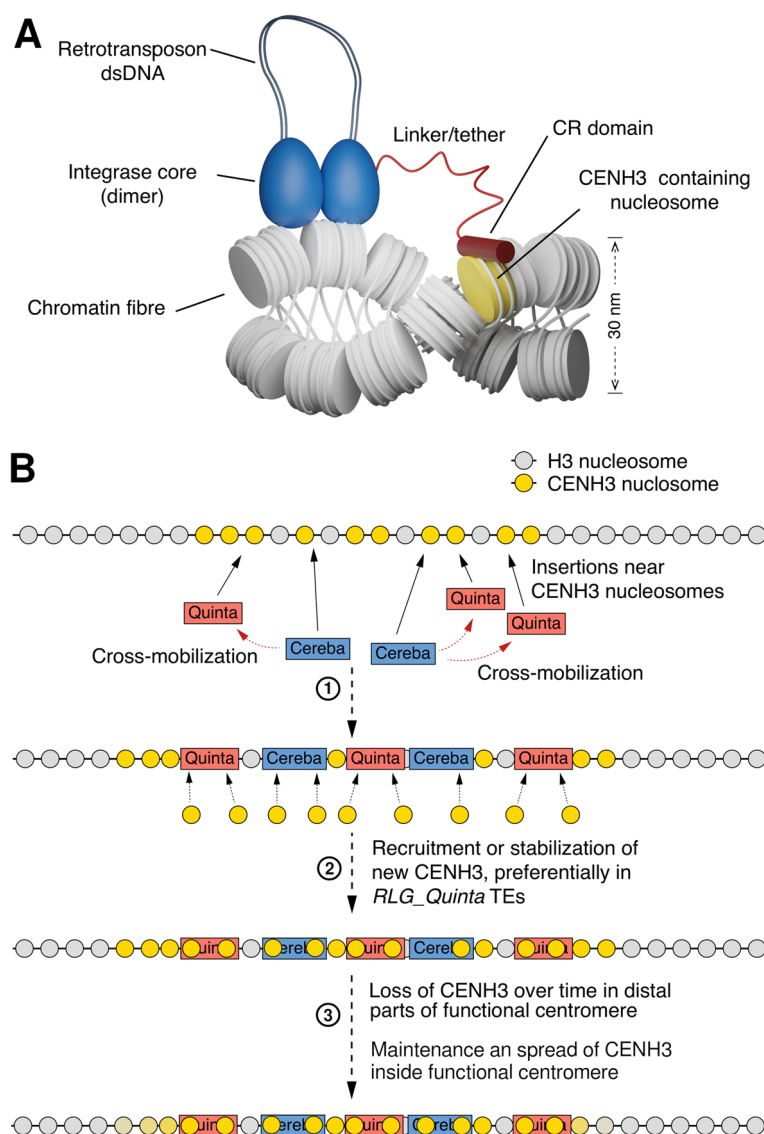 A
Retrotransposon
dsDNA
Linker/tether
CR domain
Integrase core
(dimer)
CENH3 containing
nucleosome
Chromatin fibre
30 nm
B
H3 nucleosome
CENH3 nuclosome
Insertions near
CENH3 nucleosomes
Quinta
Quinta
Quinta
Cereba
Cereba
Cross-mobilization
Cross-mobilization
1
Quinta Cereba Quinta Cereba Quinta
2
Recruitment or stabilization of
new CENH3, preferentially in
RLG_Quinta TEs
3
Loss of CENH3 over time in distal
parts of functional centromere
Maintenance an spread of CENH3
inside functional centromere